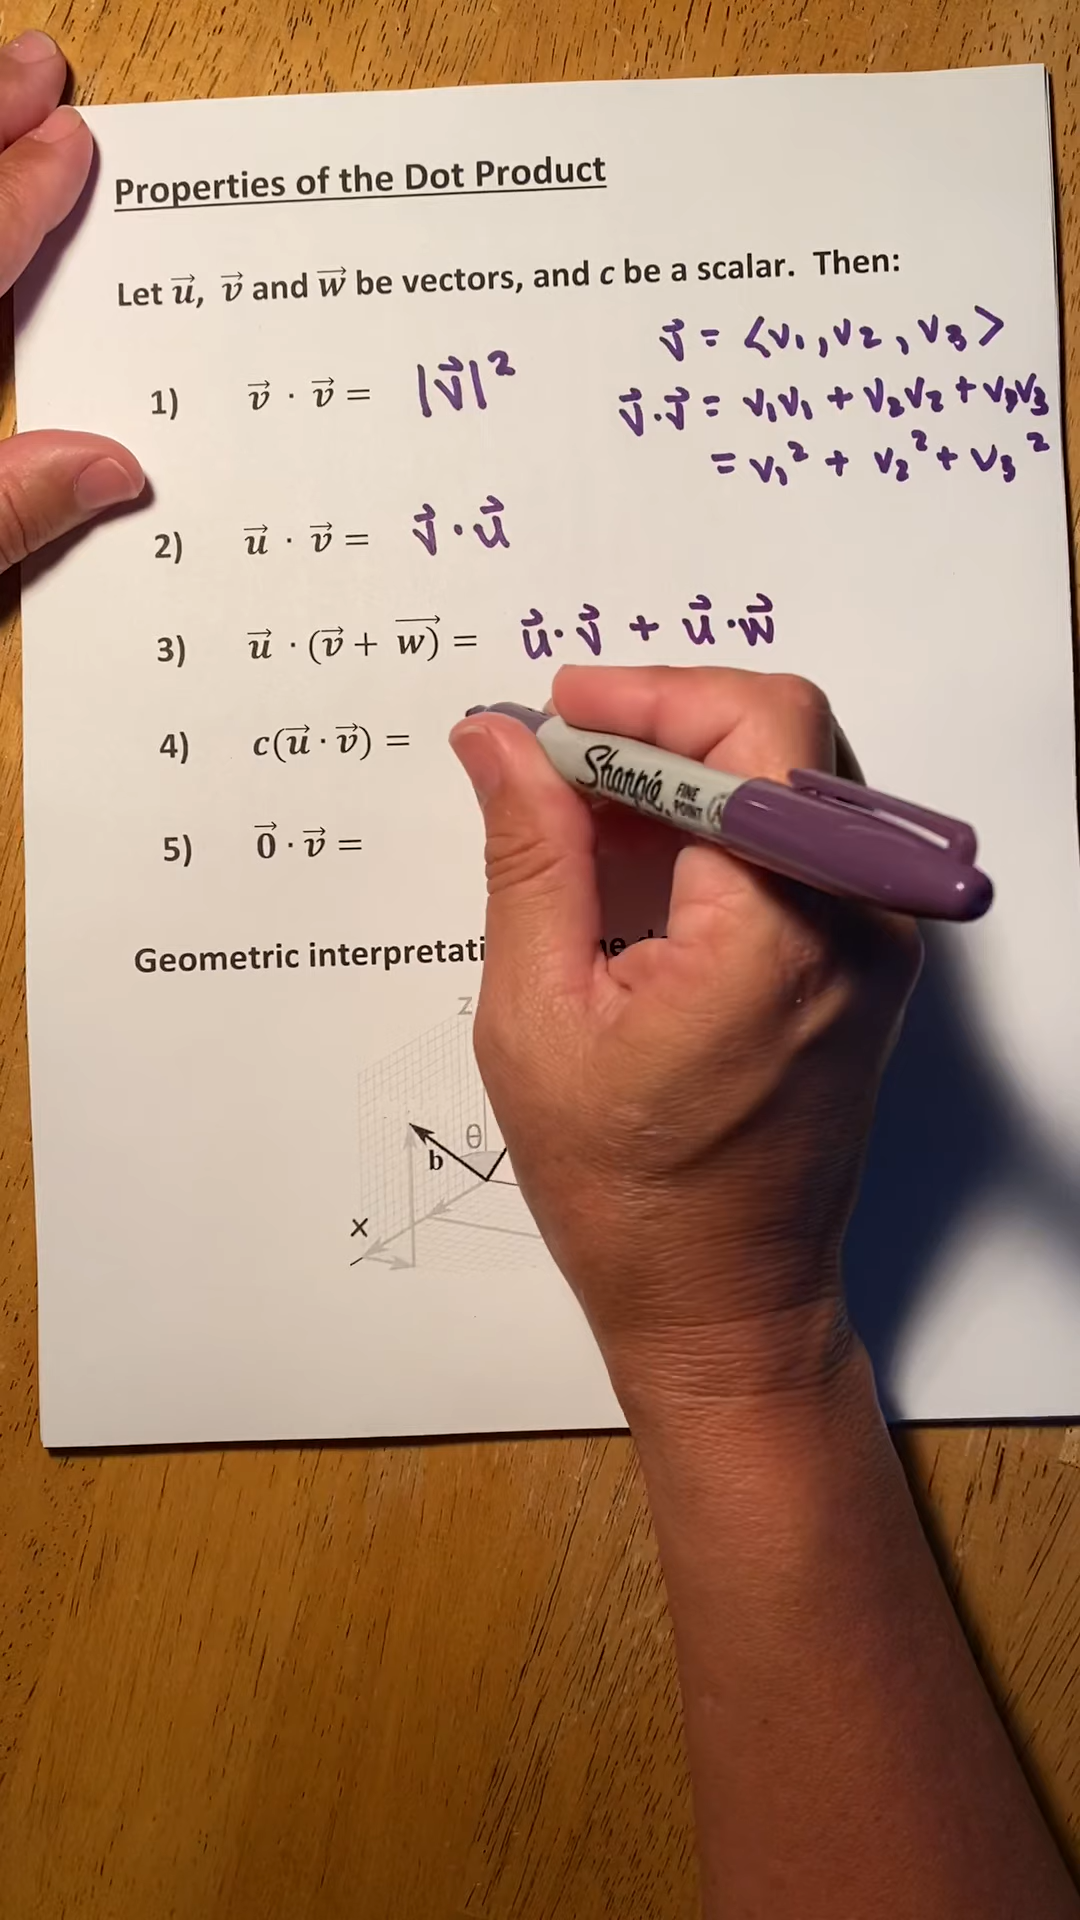 Properties of the Dot Product
Let u⃗, v⃗ and w⃗ be vectors, and c be a scalar. Then:
v⃗ = ⟨v₁, v₂, v₃⟩
1) v⃗ · v⃗ = |v⃗|²
v⃗·v⃗ = v₁v₁ + v₂v₂ + v₃v₃
= v₁² + v₂² + v₃²
2) u⃗ · v⃗ = v⃗ · u⃗
3) u⃗ · (v⃗ + w⃗) = u⃗·v⃗ + u⃗·w⃗
4) c(u⃗ · v⃗) =
Sharpie
FINE
POINT
5) 0⃗ · v⃗ =
Geometric
z
θ
b
x